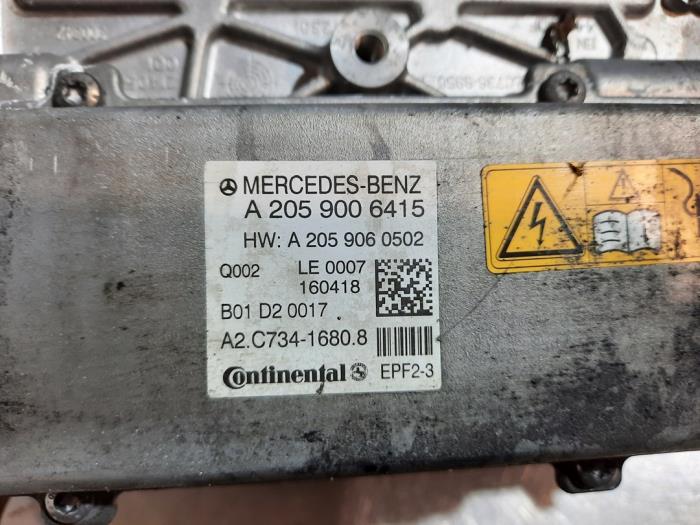 MERCEDES-BENZ
A 205 900 6415
HW: A 205 906 0502
Q002 LE 0007
160418
B01 D2 0017
A2.C734-1680.8
Continental EPF2-3